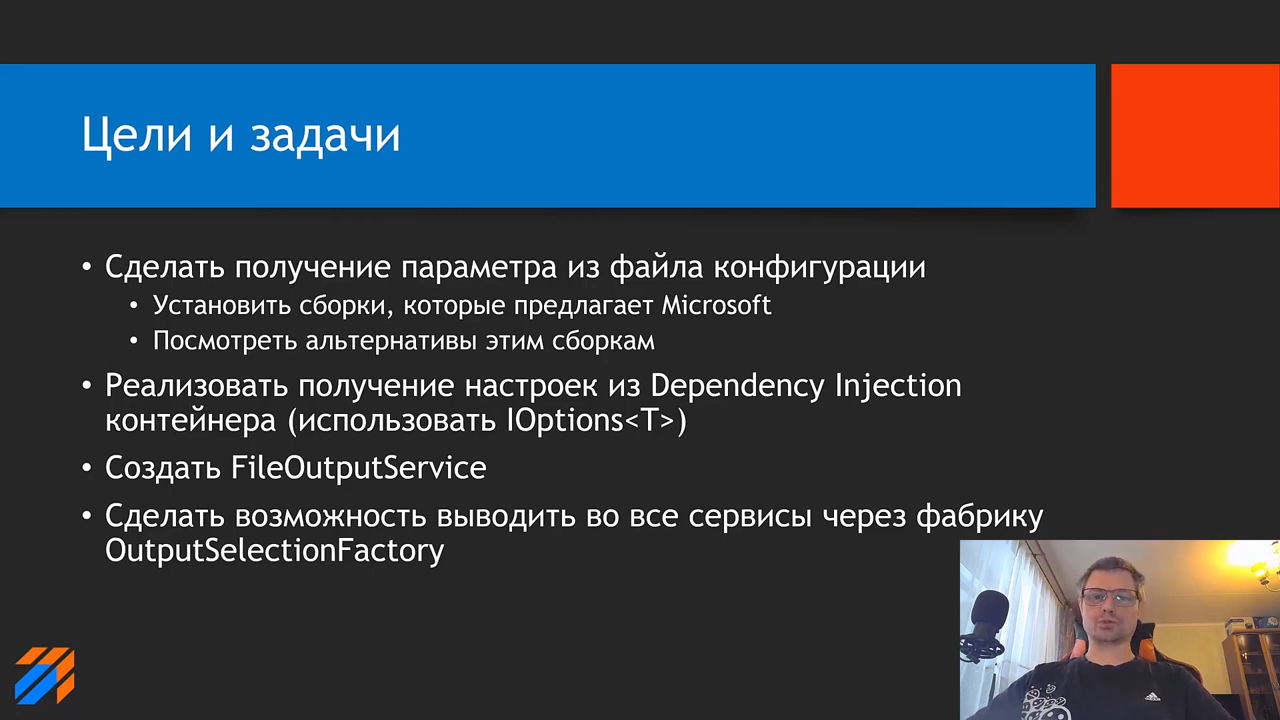 Цели и задачи
• Сделать получение параметра из файла конфигурации
• Установить сборки, которые предлагает Microsoft
• Посмотреть альтернативы этим сборкам
• Реализовать получение настроек из Dependency Injection
контейнера (использовать IOptions<T>)
• Создать FileOutputService
• Сделать возможность выводить во все сервисы через фабрику
OutputSelectionFactory